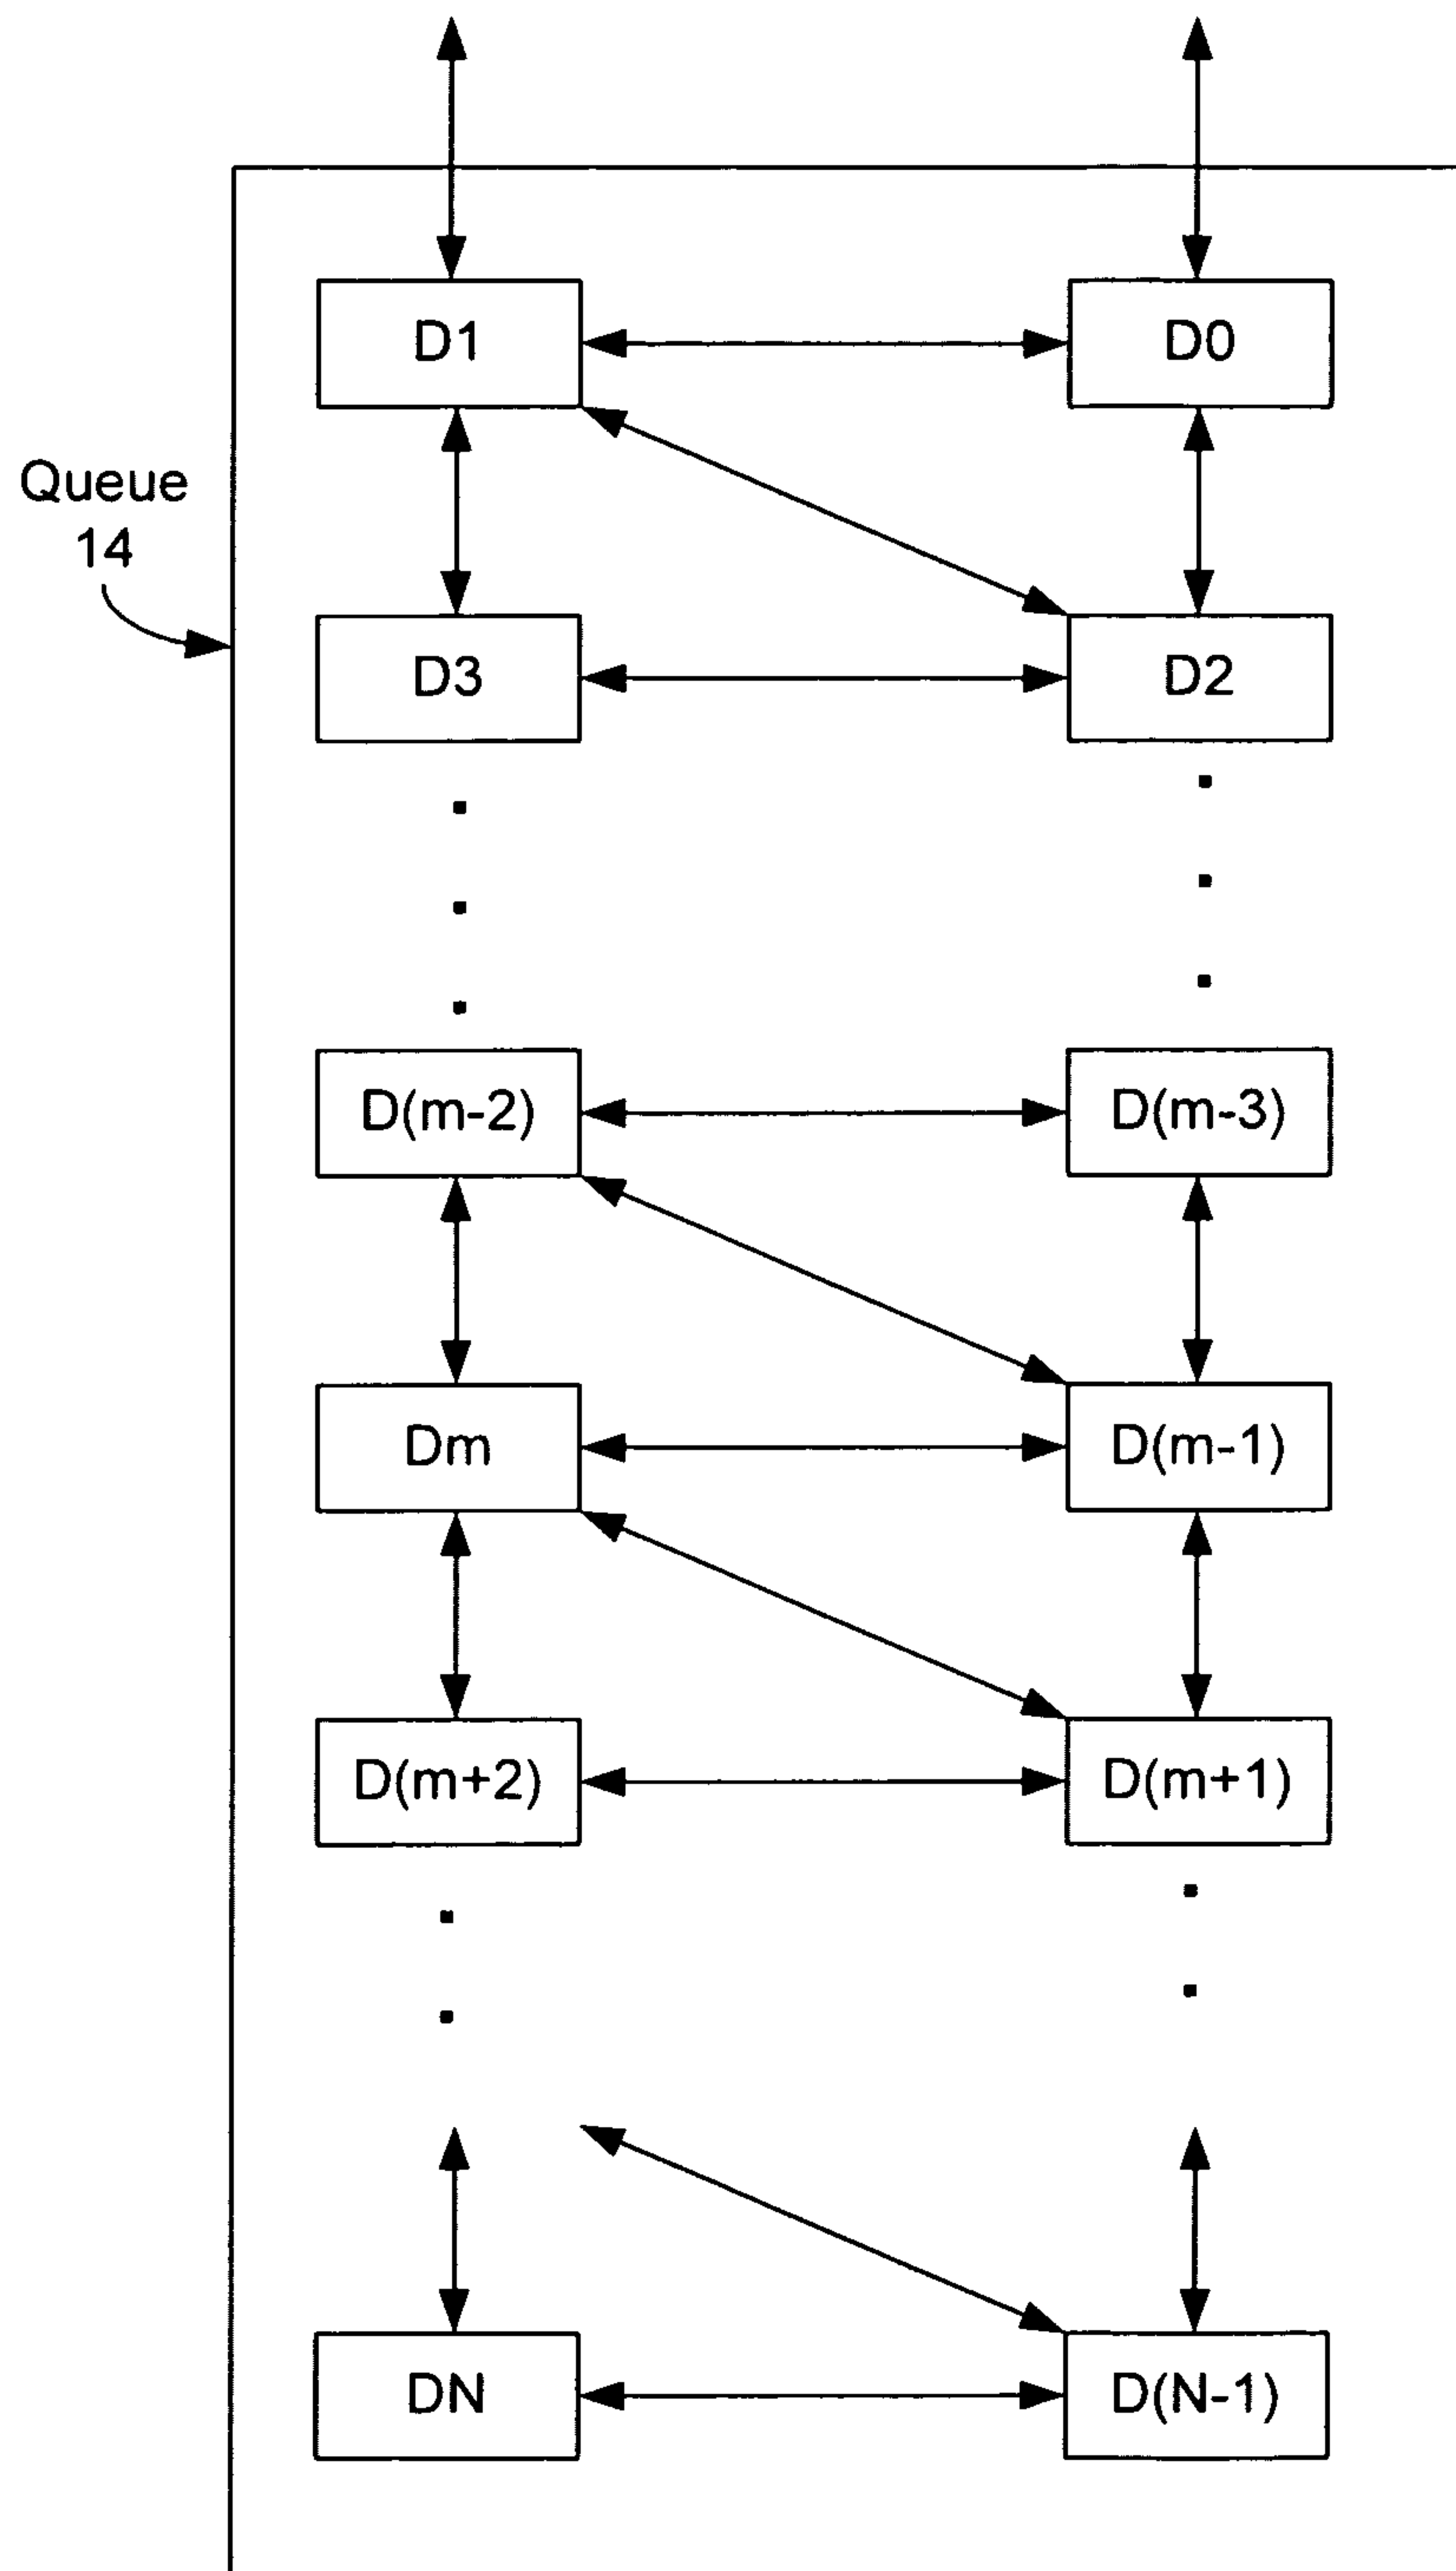 D1
D0
Queue
14
D3
D2
D(m-2)
D(m-3)
Dm
D(m-1)
D(m+2)
D(m+1)
DN
D(N-1)